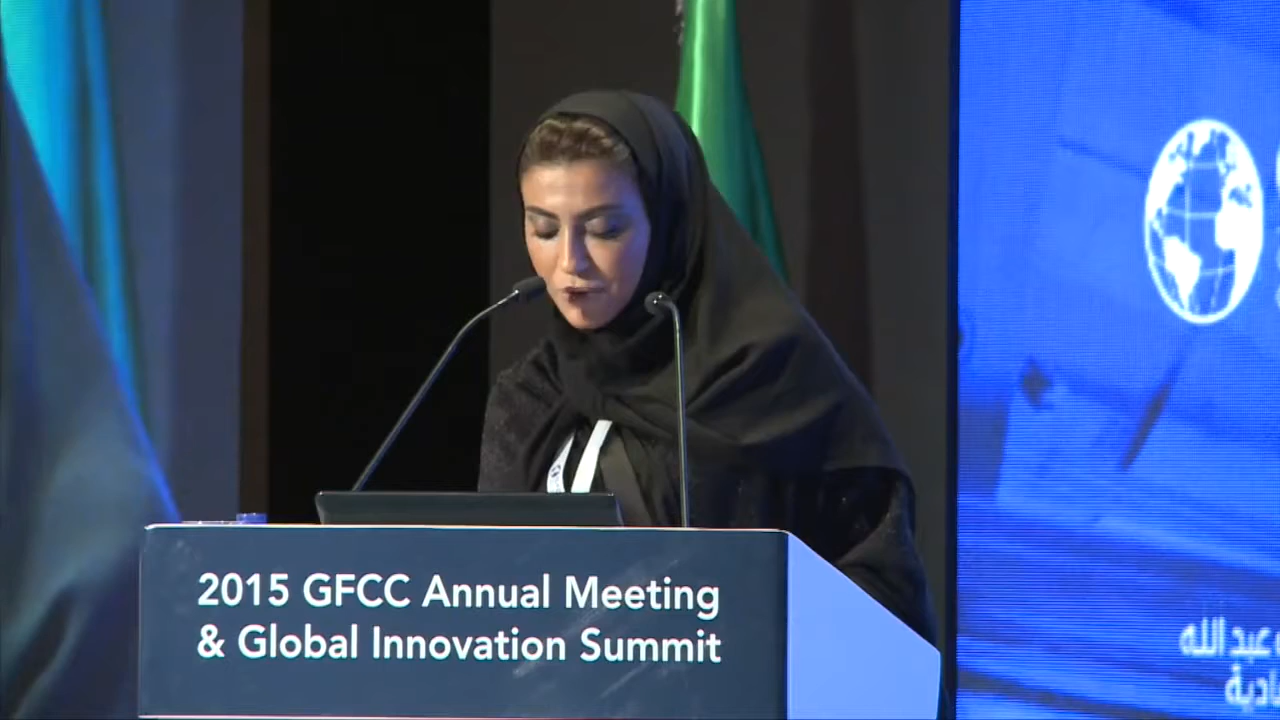 2015 GFCC Annual Meeting
& Global Innovation Summit
عبد الله